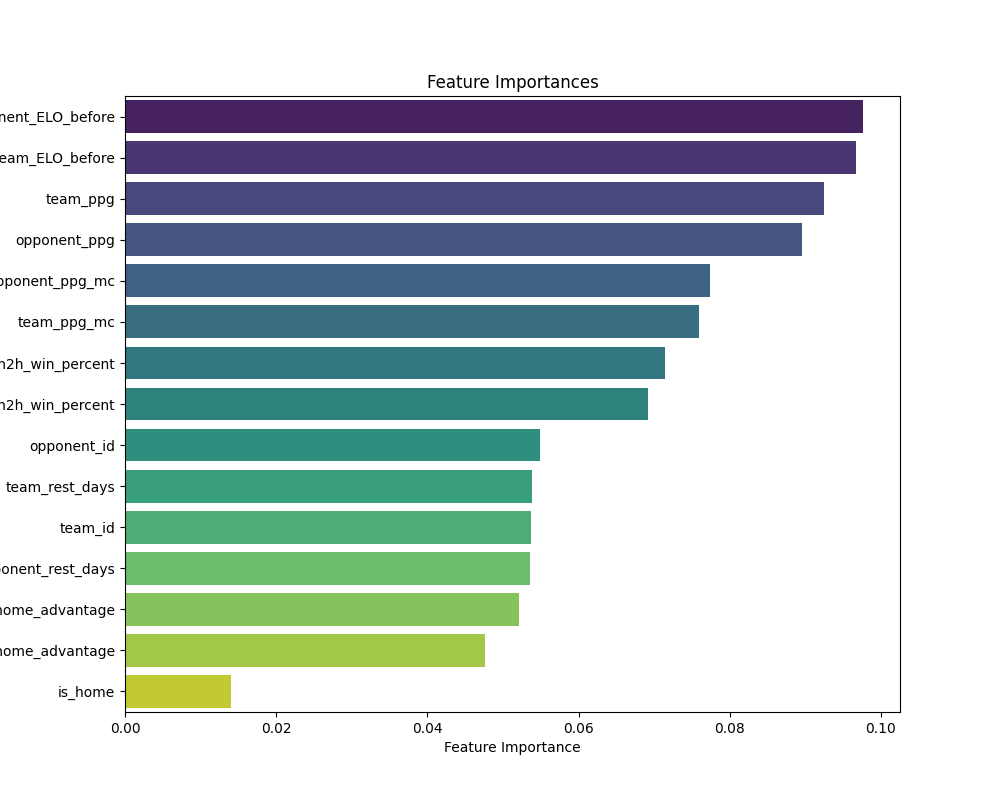 Feature Importances
nent_ELO_before
eam_ELO_before
team_ppg
opponent_ppg
pponent_ppg_mc
team_ppg_mc
h2h_win_percent
h2h_win_percent
opponent_id
team_rest_days
team_id
onent_rest_days
home_advantage
home_advantage
is_home
0.00 0.02 0.04 0.06 0.08 0.10
Feature Importance